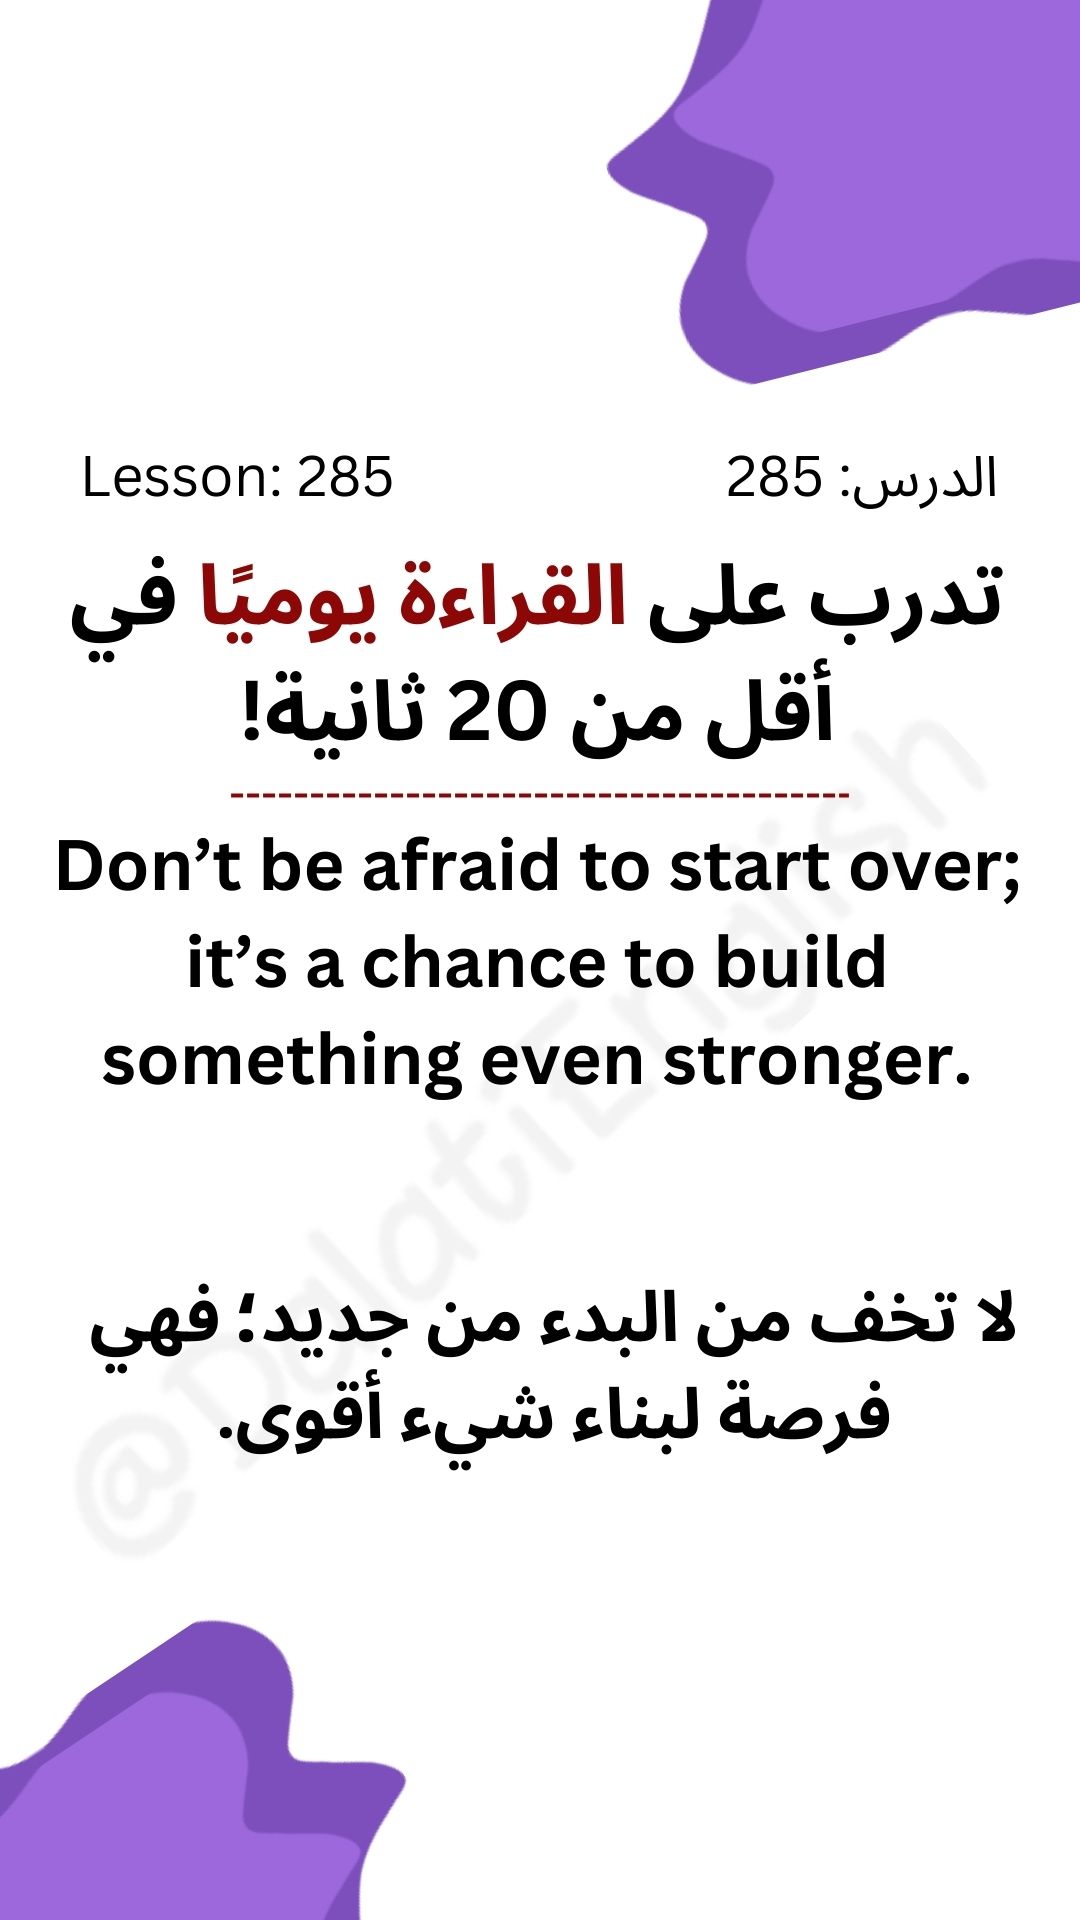 Lesson: 285
الدرس: 285
تدرب على القراءة يوميًا في
أقل من 20 ثانية!
---------------------------------------
Don’t be afraid to start over;
it’s a chance to build
something even stronger.
لا تخف من البدء من جديد؛ فهي
فرصة لبناء شيء أقوى.
@DalatiEnglish